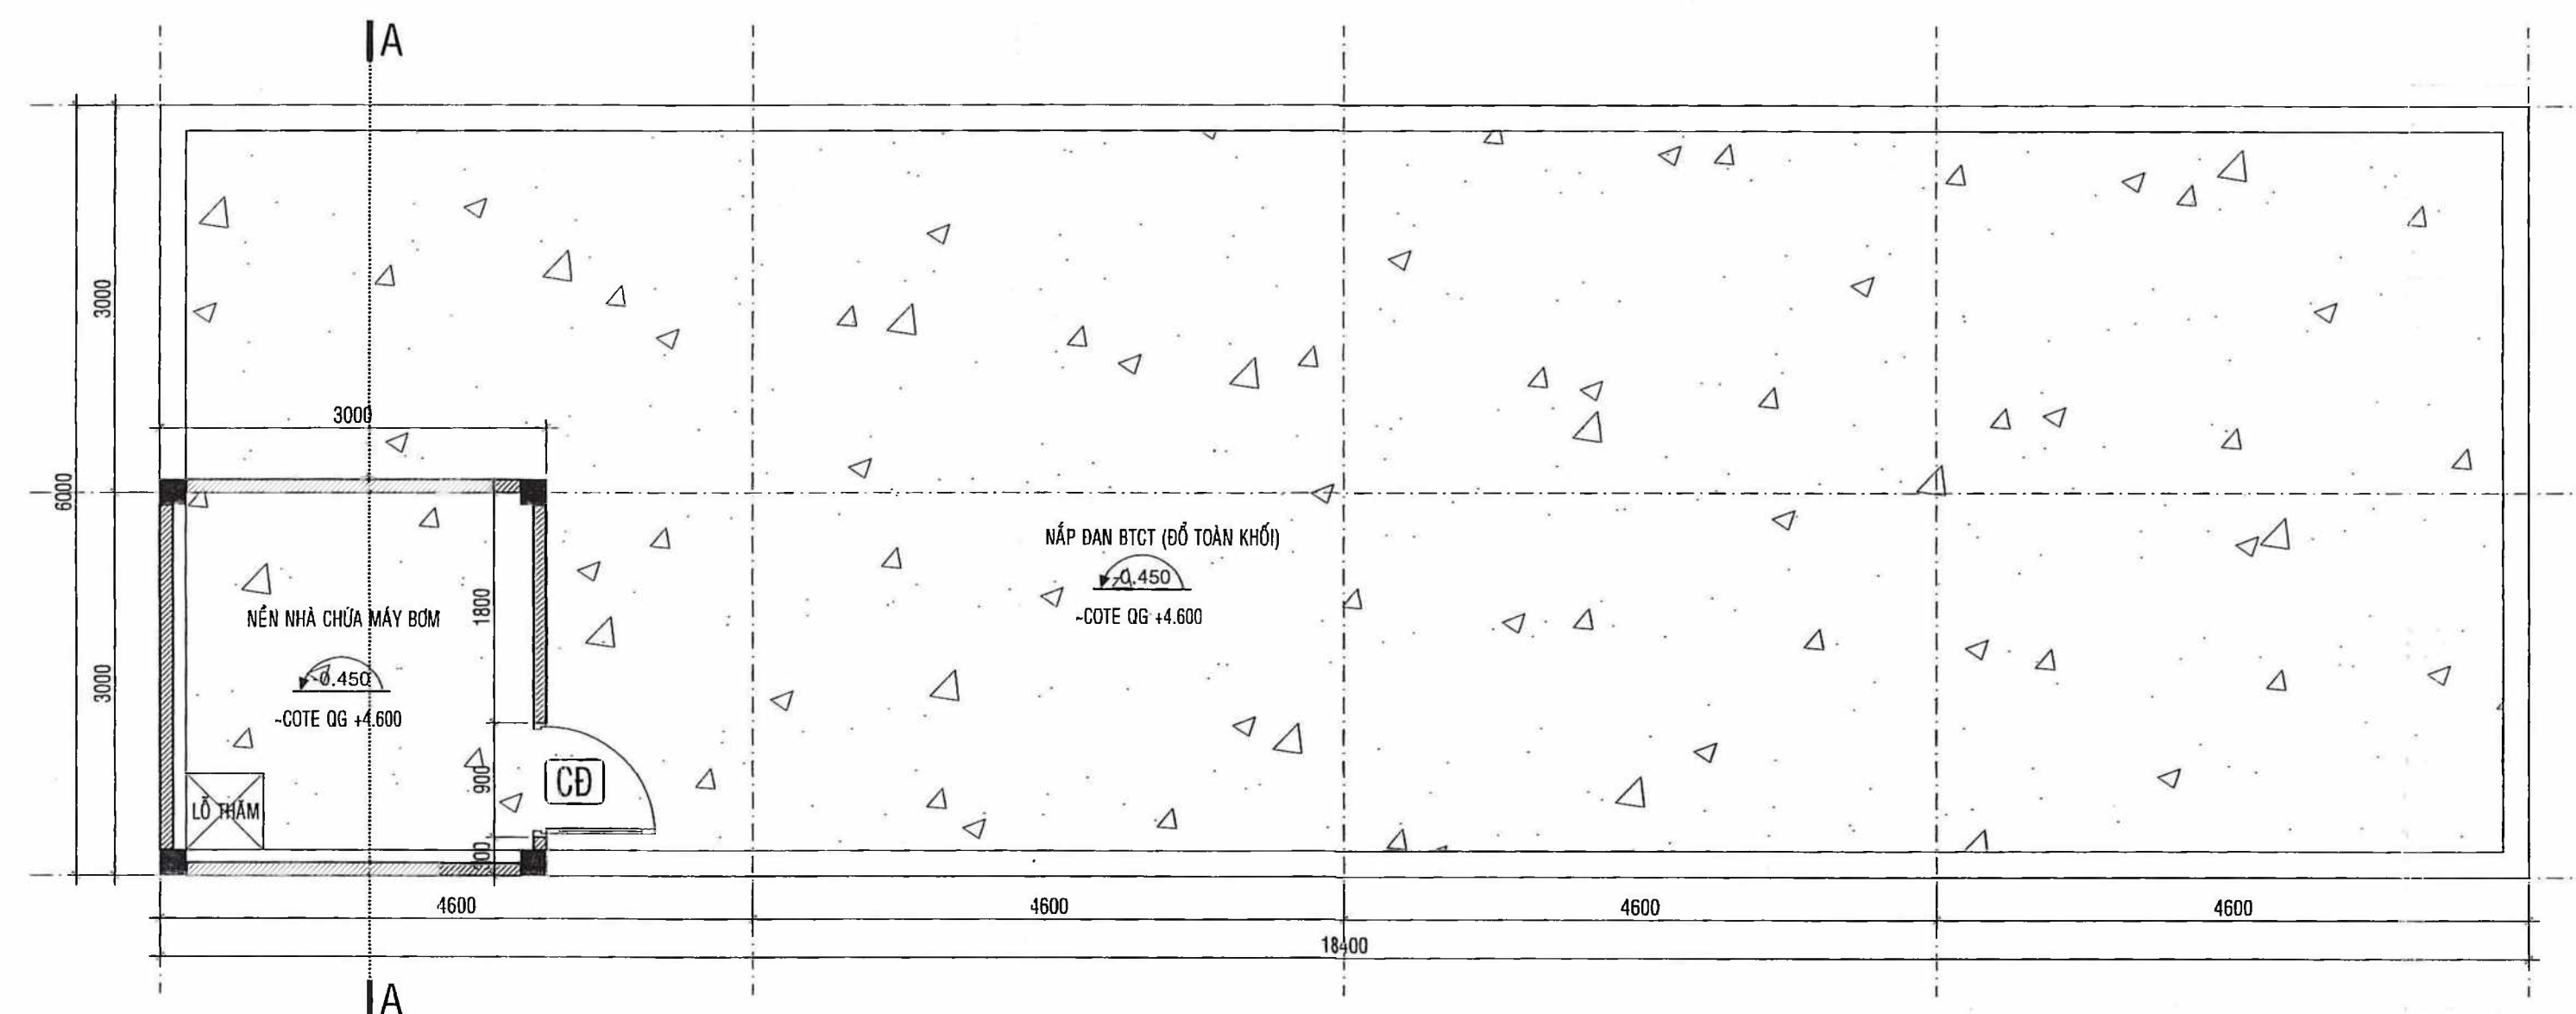 A
3000
3000
6000
NẮP ĐAN BTCT (ĐỔ TOÀN KHỐI)
-0.450
~COTE QG +4.600
1800
NỀN NHÀ CHỨA MÁY BƠM
-0.450
~COTE QG +4.600
3000
900
CĐ
LỖ THĂM
4600
4600
4600
4600
18400
A